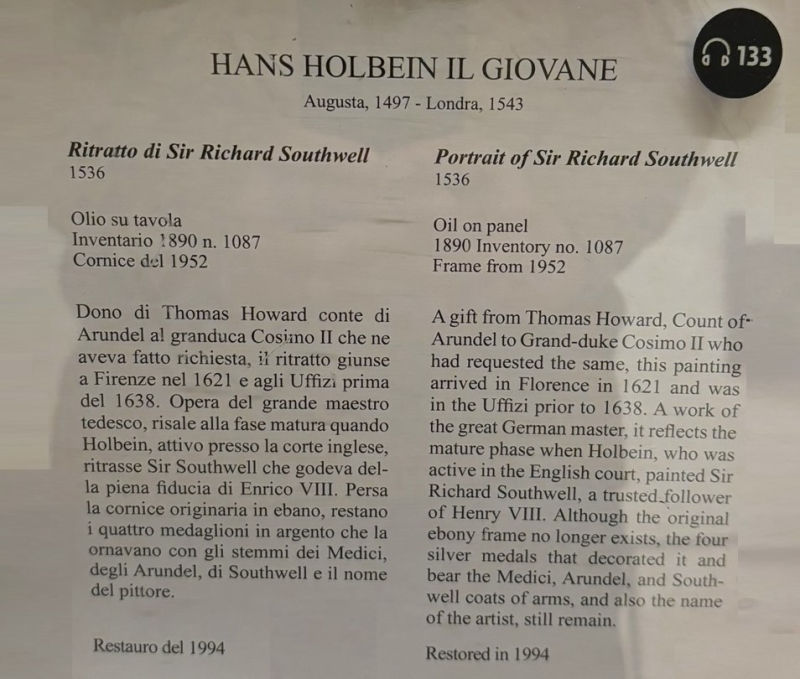 133
HANS HOLBEIN IL GIOVANE
Augusta, 1497 - Londra, 1543
Ritratto di Sir Richard Southwell
1536
Olio su tavola
Inventario 1890 n. 1087
Cornice del 1952
Dono di Thomas Howard conte di
Arundel al granduca Cosimo II che ne
aveva fatto richiesta, il ritratto giunse
a Firenze nel 1621 e agli Uffizi prima
del 1638. Opera del grande maestro
tedesco, risale alla fase matura quando
Holbein, attivo presso la corte inglese,
ritrasse Sir Southwell che godeva del-
la piena fiducia di Enrico VIII. Persa
la cornice originaria in ebano, restano
i quattro medaglioni in argento che la
ornavano con gli stemmi dei Medici,
degli Arundel, di Southwell e il nome
del pittore.
Restauro del 1994
Portrait of Sir Richard Southwell
1536
Oil on panel
1890 Inventory no. 1087
Frame from 1952
A gift from Thomas Howard, Count of
Arundel to Grand-duke Cosimo II who
had requested the same, this painting
arrived in Florence in 1621 and was
in the Uffizi prior to 1638. A work of
the great German master, it reflects the
mature phase when Holbein, who was
active in the English court, painted Sir
Richard Southwell, a trusted follower
of Henry VIII. Although the original
ebony frame no longer exists, the four
silver medals that decorated it and
bear the Medici, Arundel, and South-
well coats of arms, and also the name
of the artist, still remain.
Restored in 1994